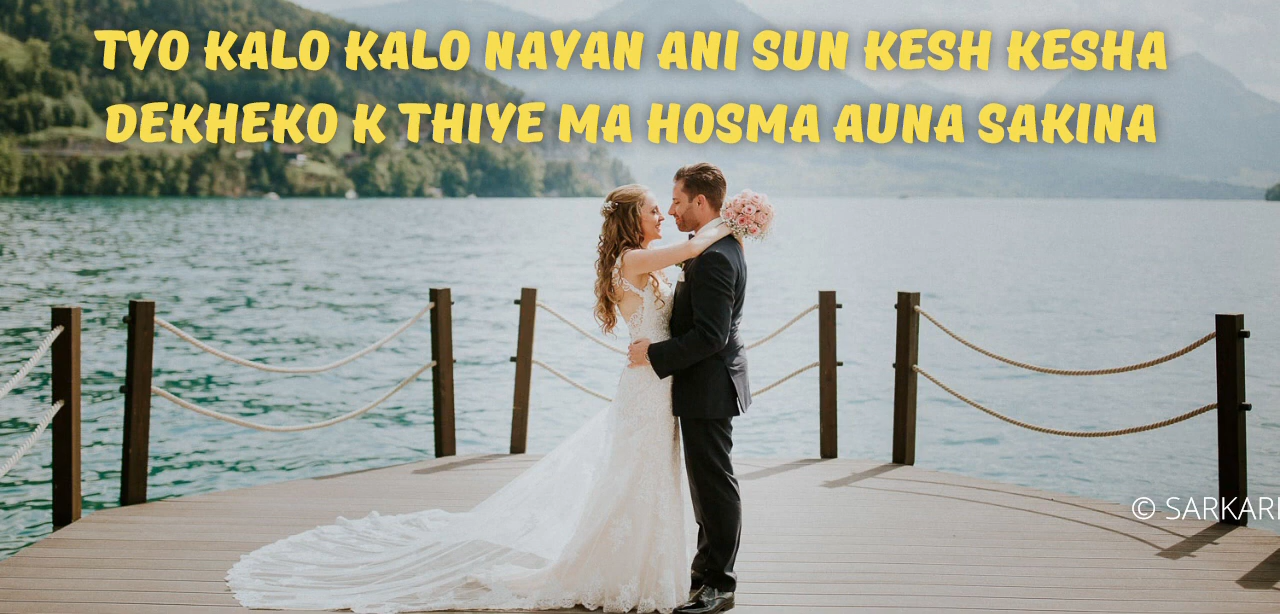 TYO KALO KALO NAYAN ANI SUN KESH KESHA
DEKHEKO K THIYE MA HOSMA AUNA SAKINA
© SARKARI